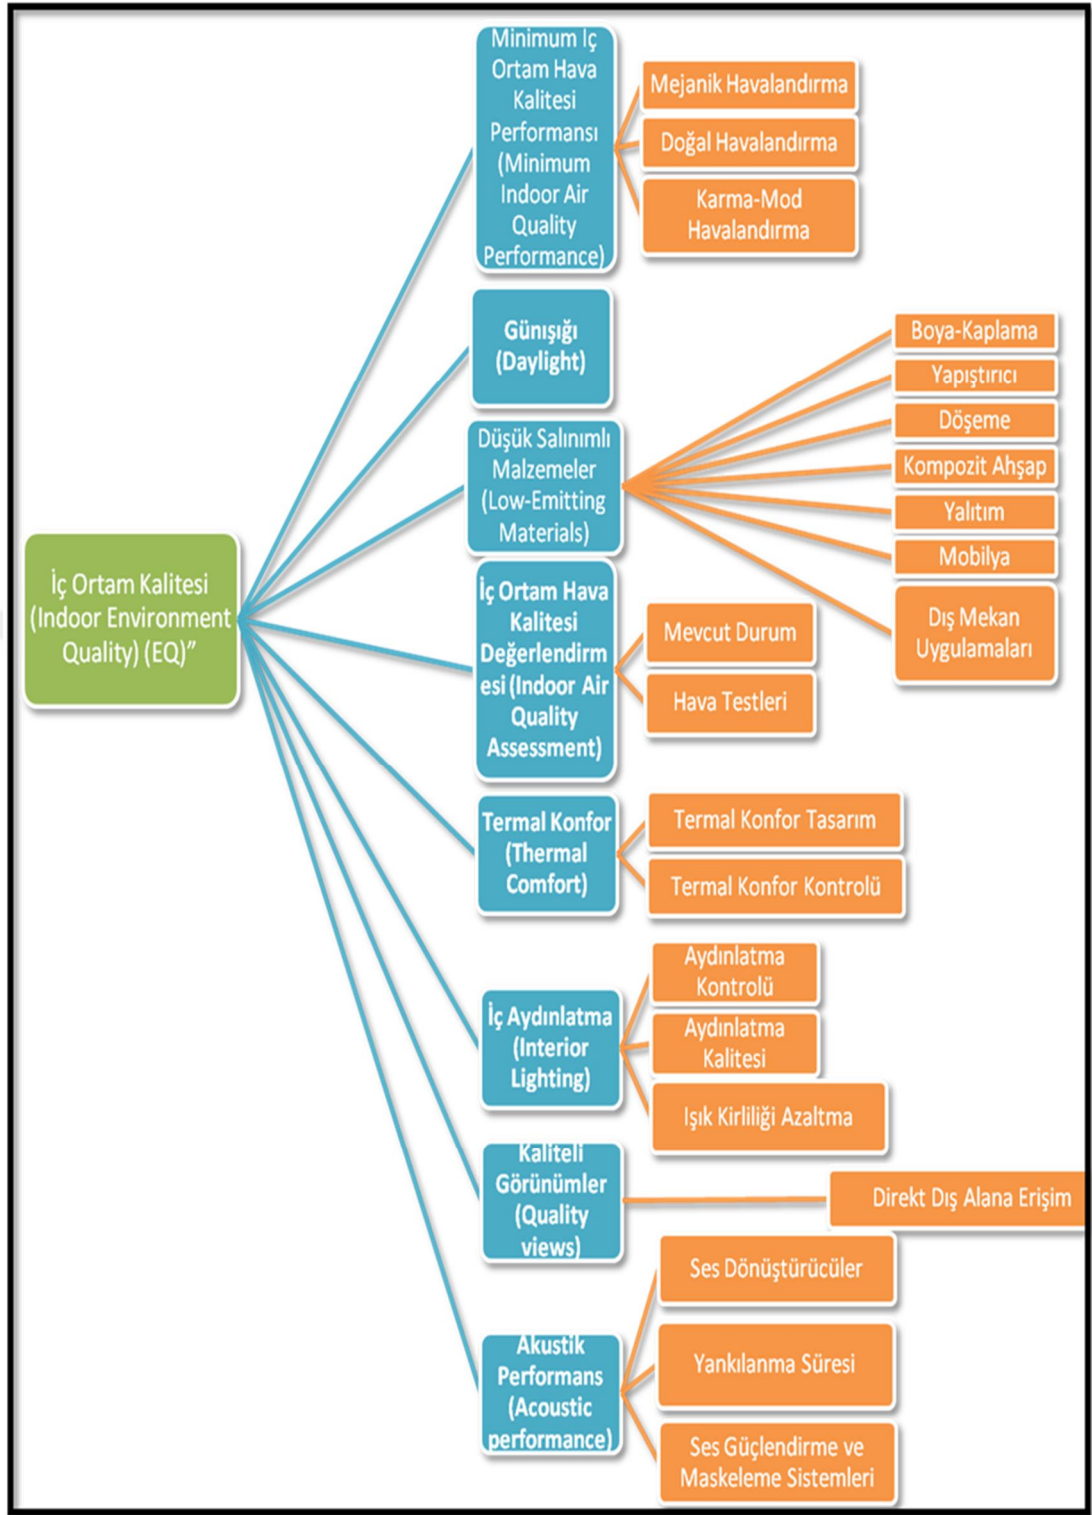 İç Ortam Kalitesi
(Indoor Environment
Quality) (EQ)”
Minimum İç
Ortam Hava
Kalitesi
Performansı
(Minimum
Indoor Air
Quality
Performance)
Mejanik Havalandırma
Doğal Havalandırma
Karma-Mod
Havalandırma
Günışığı
(Daylight)
Düşük Salınımlı
Malzemeler
(Low-Emitting
Materials)
Boya-Kaplama
Yapıştırıcı
Döşeme
Kompozit Ahşap
Yalıtım
Mobilya
Dış Mekan
Uygulamaları
İç Ortam Hava
Kalitesi
Değerlendirm
esi (Indoor Air
Quality
Assessment)
Mevcut Durum
Hava Testleri
Termal Konfor
(Thermal
Comfort)
Termal Konfor Tasarım
Termal Konfor Kontrolü
İç Aydınlatma
(Interior
Lighting)
Aydınlatma
Kontrolü
Aydınlatma
Kalitesi
Işık Kirliliği Azaltma
Kaliteli
Görünümler
(Quality
views)
Direkt Dış Alana Erişim
Akustik
Performans
(Acoustic
performance)
Ses Dönüştürücüler
Yankılanma Süresi
Ses Güçlendirme ve
Maskeleme Sistemleri